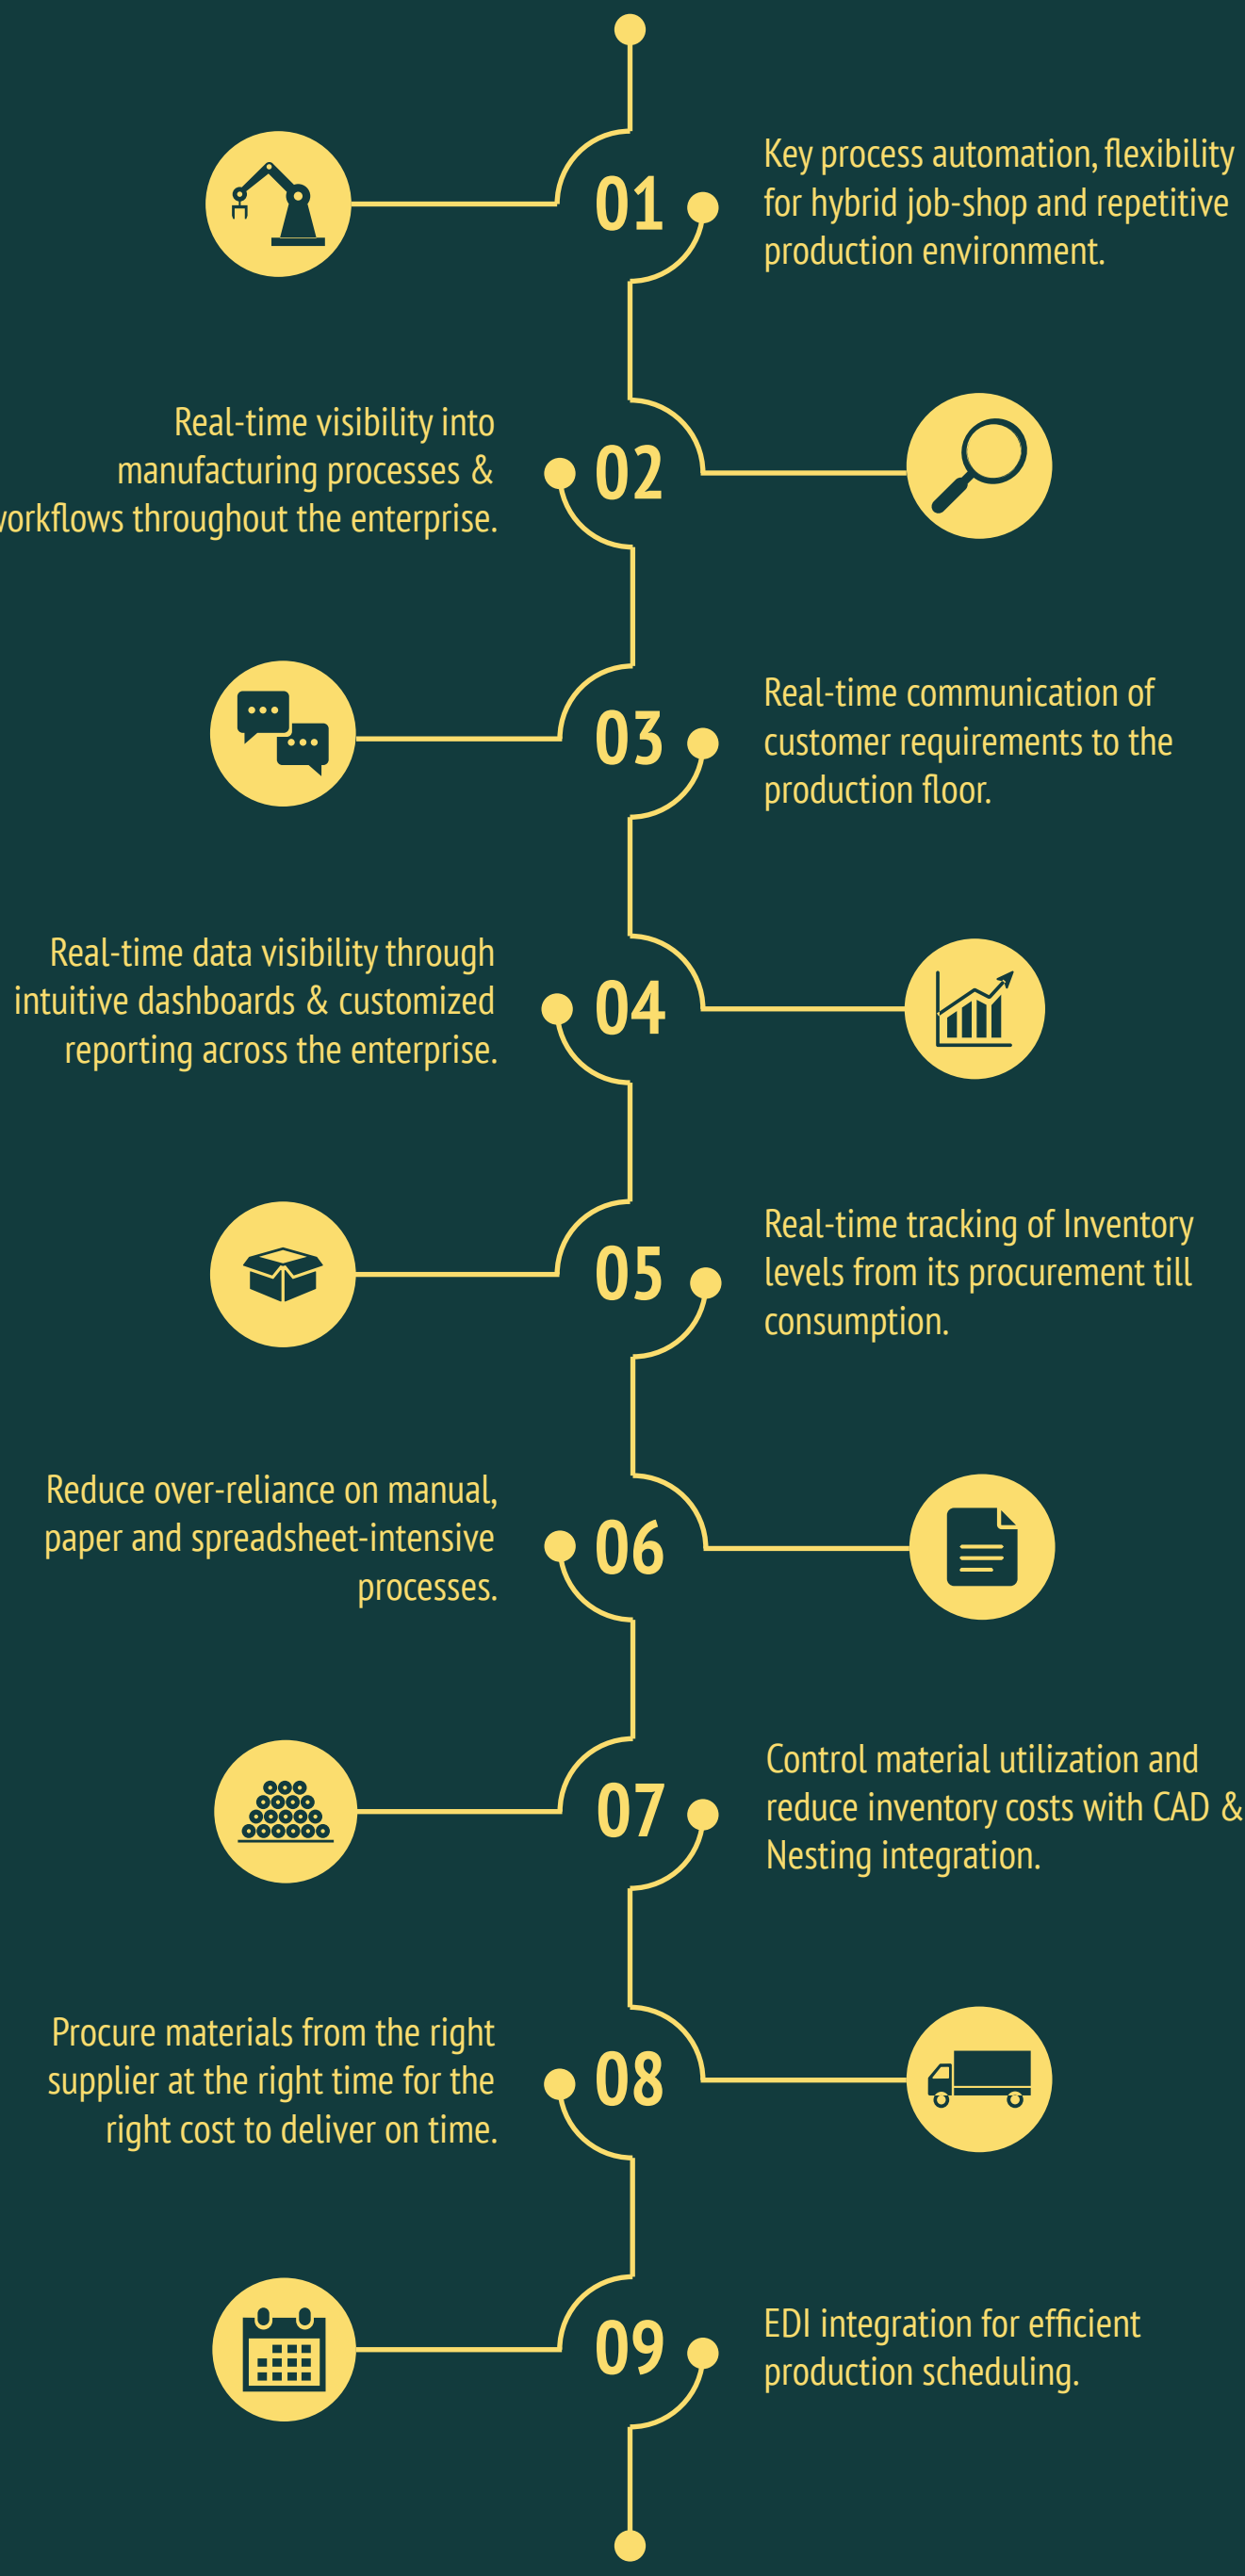 01
Key process automation, flexibility
for hybrid job-shop and repetitive
production environment.
Real-time visibility into
manufacturing processes &
workflows throughout the enterprise.
02
03
Real-time communication of
customer requirements to the
production floor.
Real-time data visibility through
intuitive dashboards & customized
reporting across the enterprise.
04
05
Real-time tracking of Inventory
levels from its procurement till
consumption.
Reduce over-reliance on manual,
paper and spreadsheet-intensive
processes.
06
07
Control material utilization and
reduce inventory costs with CAD &
Nesting integration.
Procure materials from the right
supplier at the right time for the
right cost to deliver on time.
08
09
EDI integration for efficient
production scheduling.